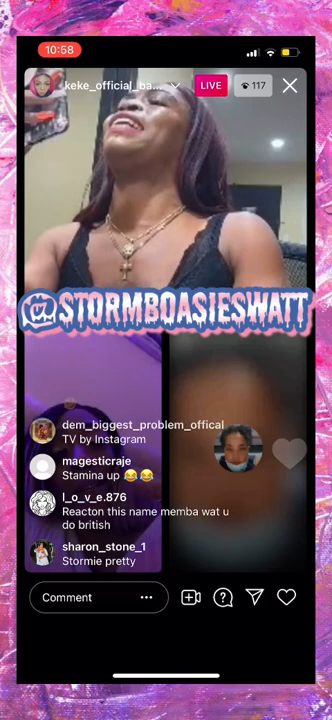 10:58
keke_official_ba...
LIVE
117
@STORMBOASIESWATT
dem_biggest_problem_offical
TV by Instagram
magesticraje
Stamina up 😂😂
l_o_v_e.876
Reacton this name memba wat u
do british
sharon_stone_1
Stormie pretty
Comment